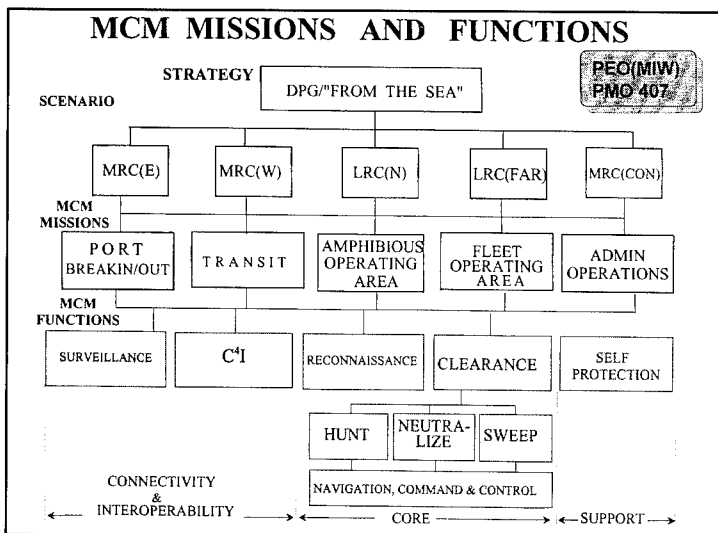 MCM MISSIONS AND FUNCTIONS
PEO(MIW)
PMO 407
STRATEGY
DPG/"FROM THE SEA"
SCENARIO
MRC(E)
MRC(W)
LRC(N)
LRC(FAR)
MRC(CON)
MCM
MISSIONS
PORT
BREAKIN/OUT
TRANSIT
AMPHIBIOUS
OPERATING
AREA
FLEET
OPERATING
AREA
ADMIN
OPERATIONS
MCM
FUNCTIONS
SURVEILLANCE
C⁴I
RECONNAISSANCE
CLEARANCE
SELF
PROTECTION
HUNT
NEUTRA-
LIZE
SWEEP
NAVIGATION, COMMAND & CONTROL
CONNECTIVITY
&
INTEROPERABILITY
CORE
SUPPORT